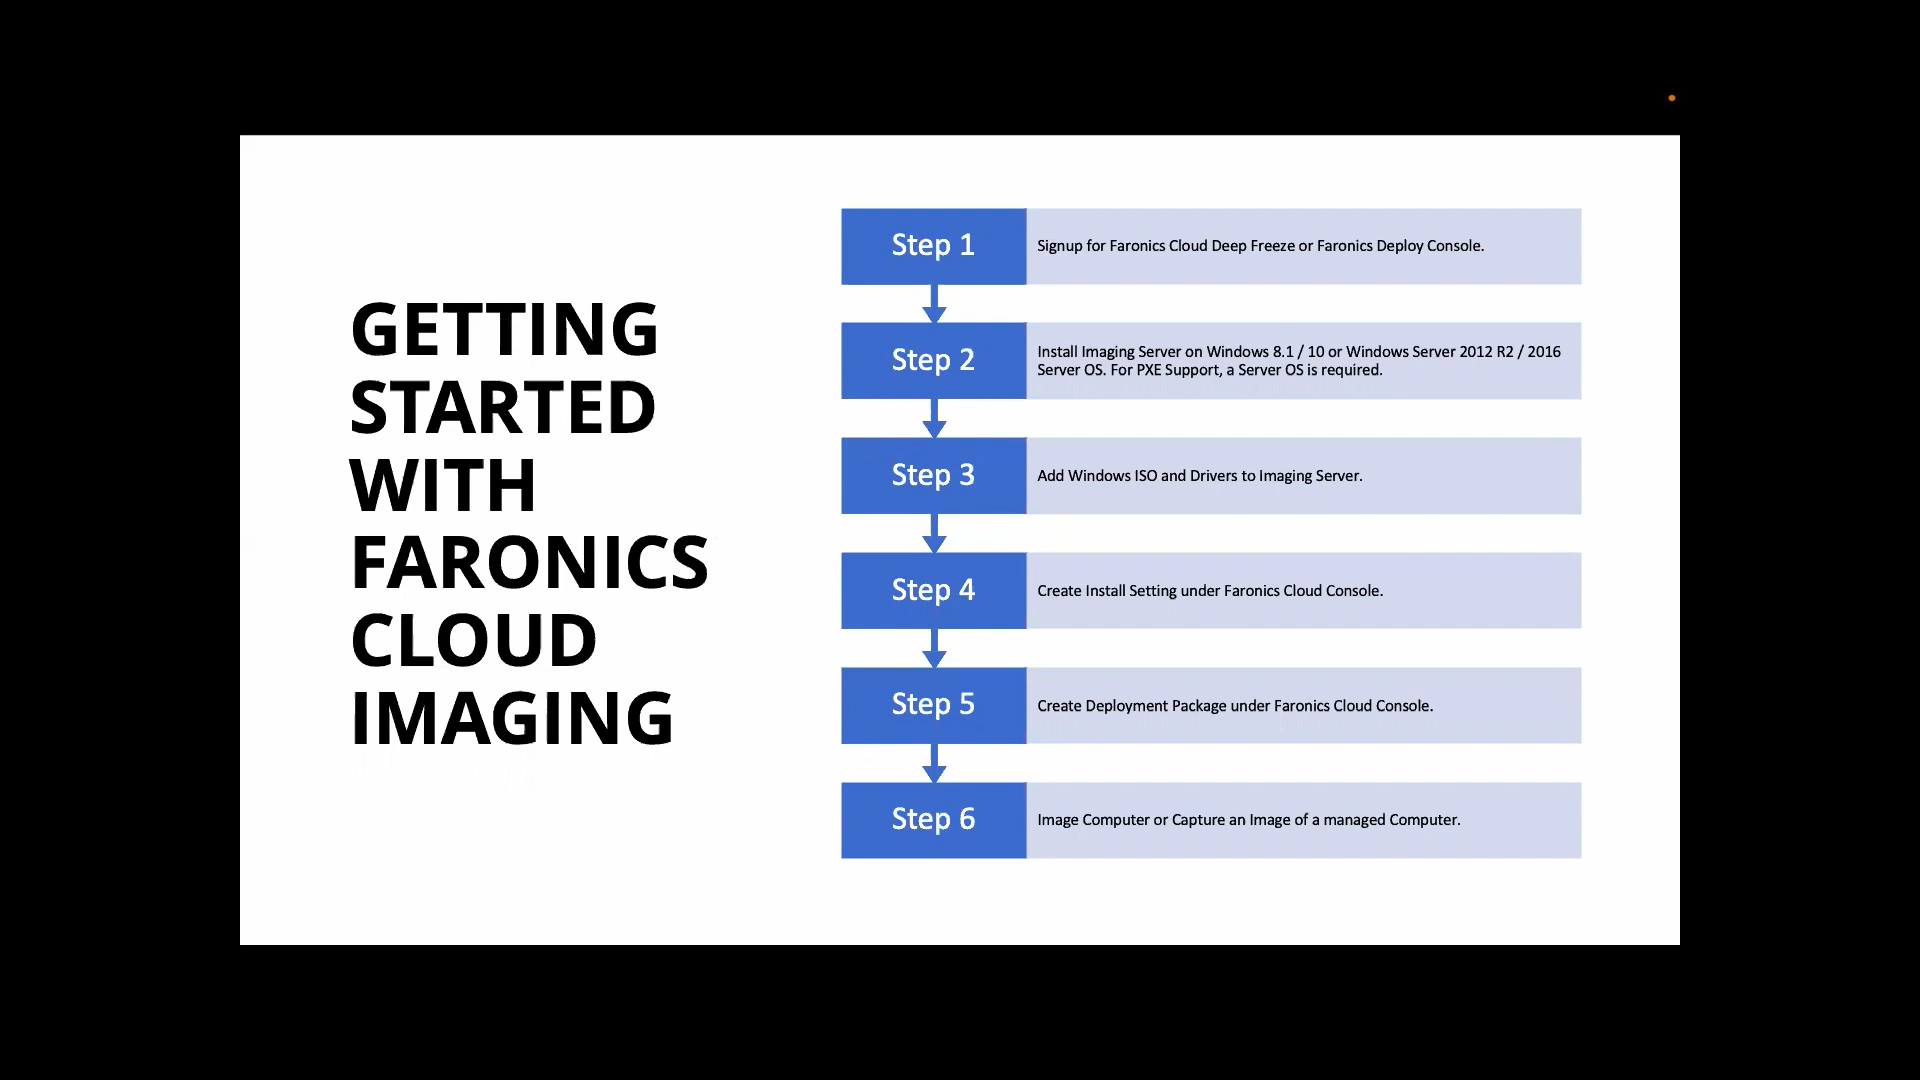 GETTING
STARTED
WITH
FARONICS
CLOUD
IMAGING
Step 1
Signup for Faronics Cloud Deep Freeze or Faronics Deploy Console.
Step 2
Install Imaging Server on Windows 8.1 / 10 or Windows Server 2012 R2 / 2016
Server OS. For PXE Support, a Server OS is required.
Step 3
Add Windows ISO and Drivers to Imaging Server.
Step 4
Create Install Setting under Faronics Cloud Console.
Step 5
Create Deployment Package under Faronics Cloud Console.
Step 6
Image Computer or Capture an Image of a managed Computer.